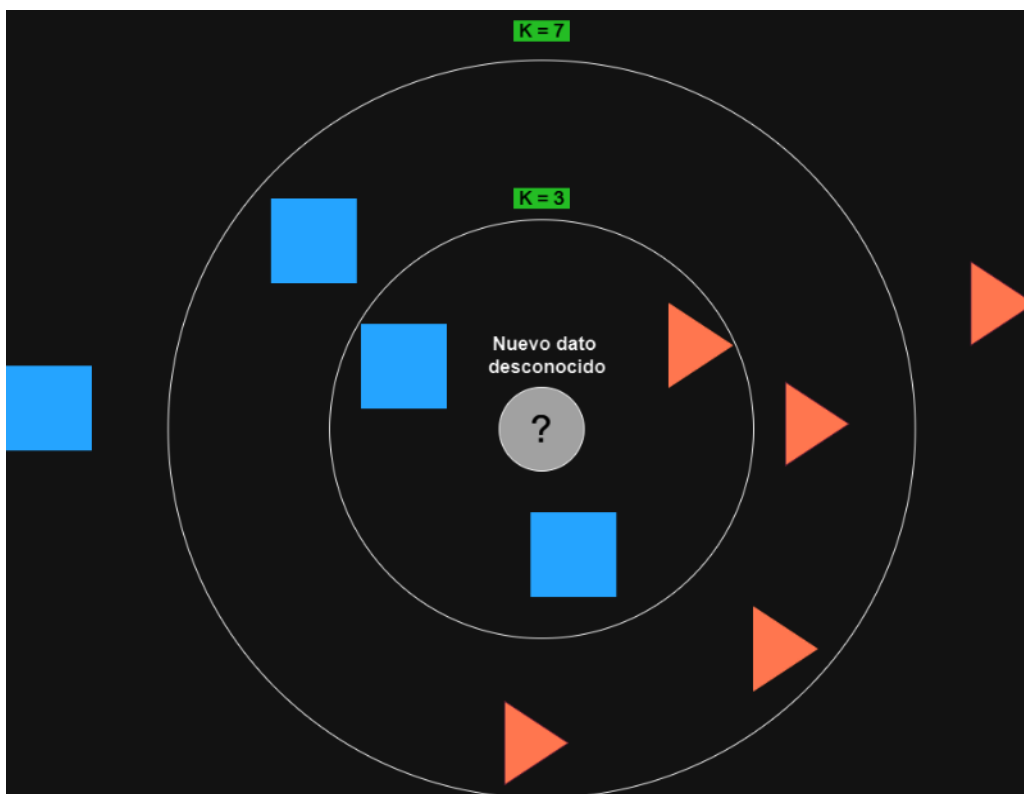 K = 7
K = 3
Nuevo dato
desconocido
?